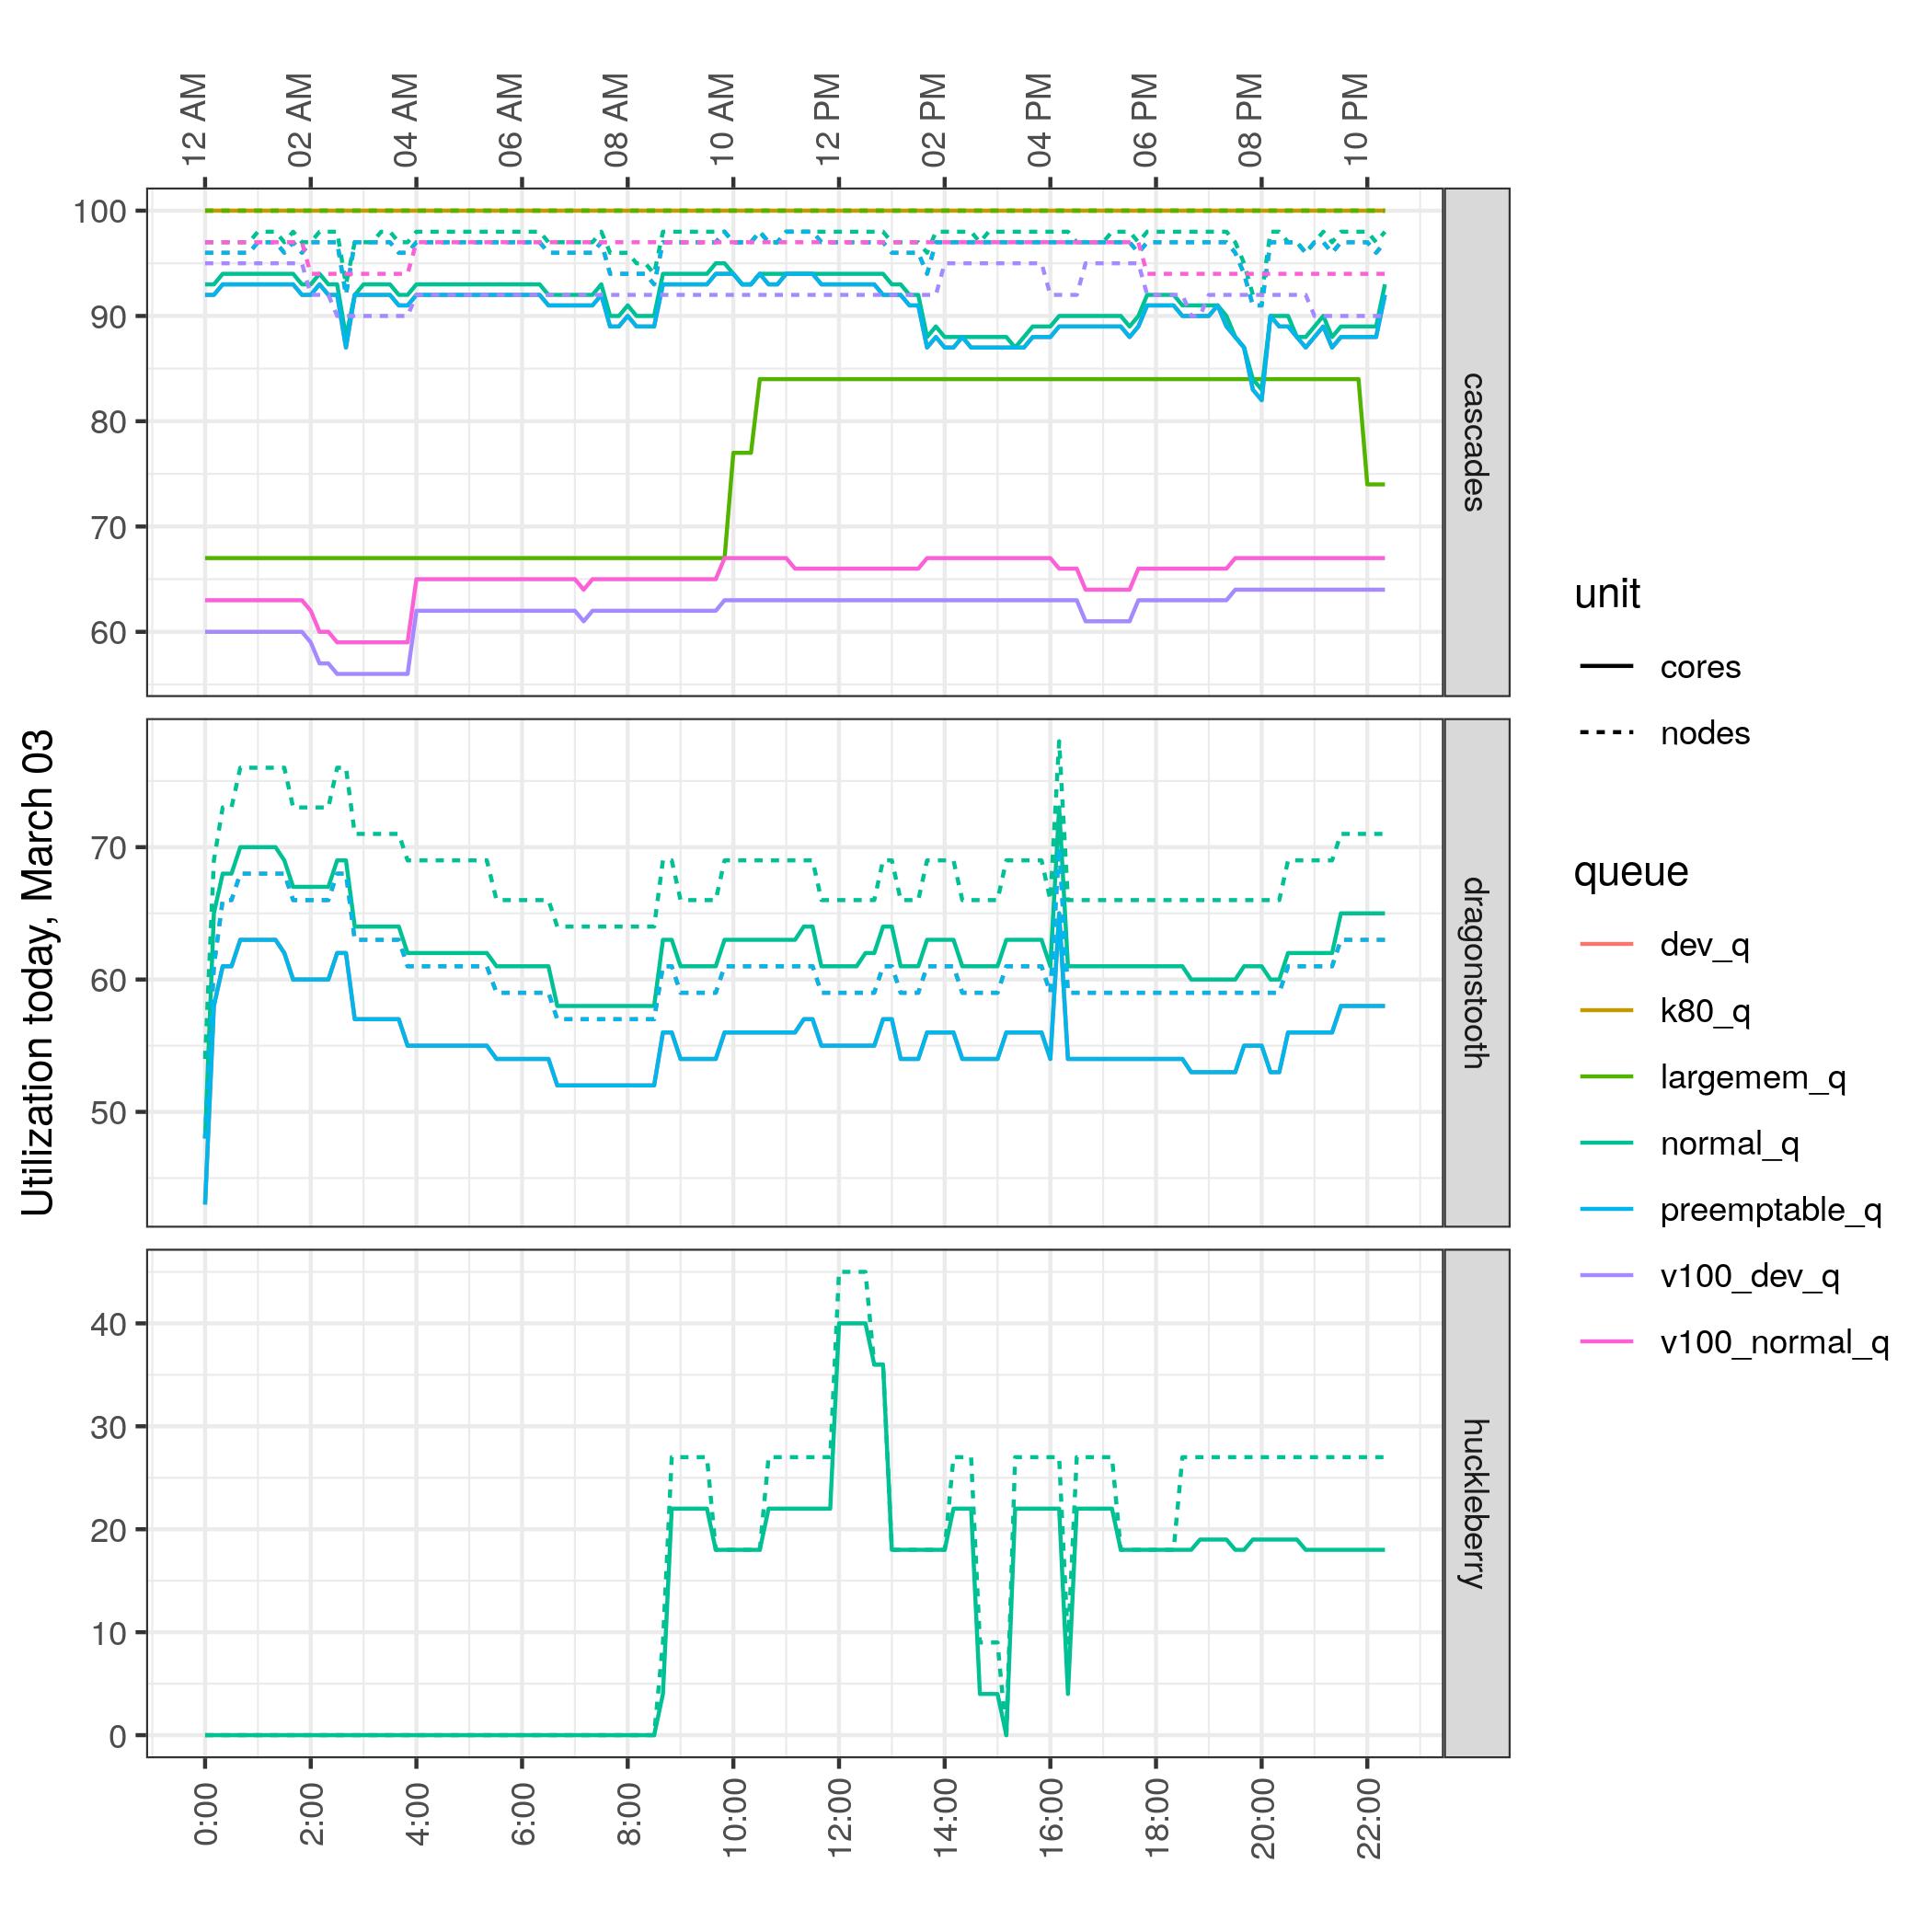 12 AM
02 AM
04 AM
06 AM
08 AM
10 AM
12 PM
02 PM
04 PM
06 PM
08 PM
10 PM
Utilization today, March 03
100
90
80
70
60
cascades
70
60
50
dragonstooth
40
30
20
10
0
huckleberry
0:00
2:00
4:00
6:00
8:00
10:00
12:00
14:00
16:00
18:00
20:00
22:00
unit
cores
nodes
queue
dev_q
k80_q
largemem_q
normal_q
preemptable_q
v100_dev_q
v100_normal_q